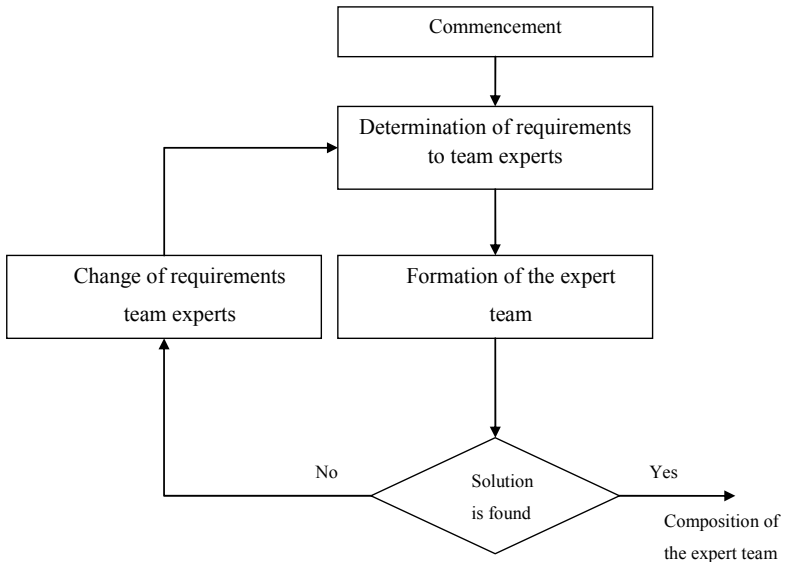 Commencement
Determination of requirements
to team experts
Change of requirements
team experts
Formation of the expert
team
No
Solution
is found
Yes
Composition of
the expert team